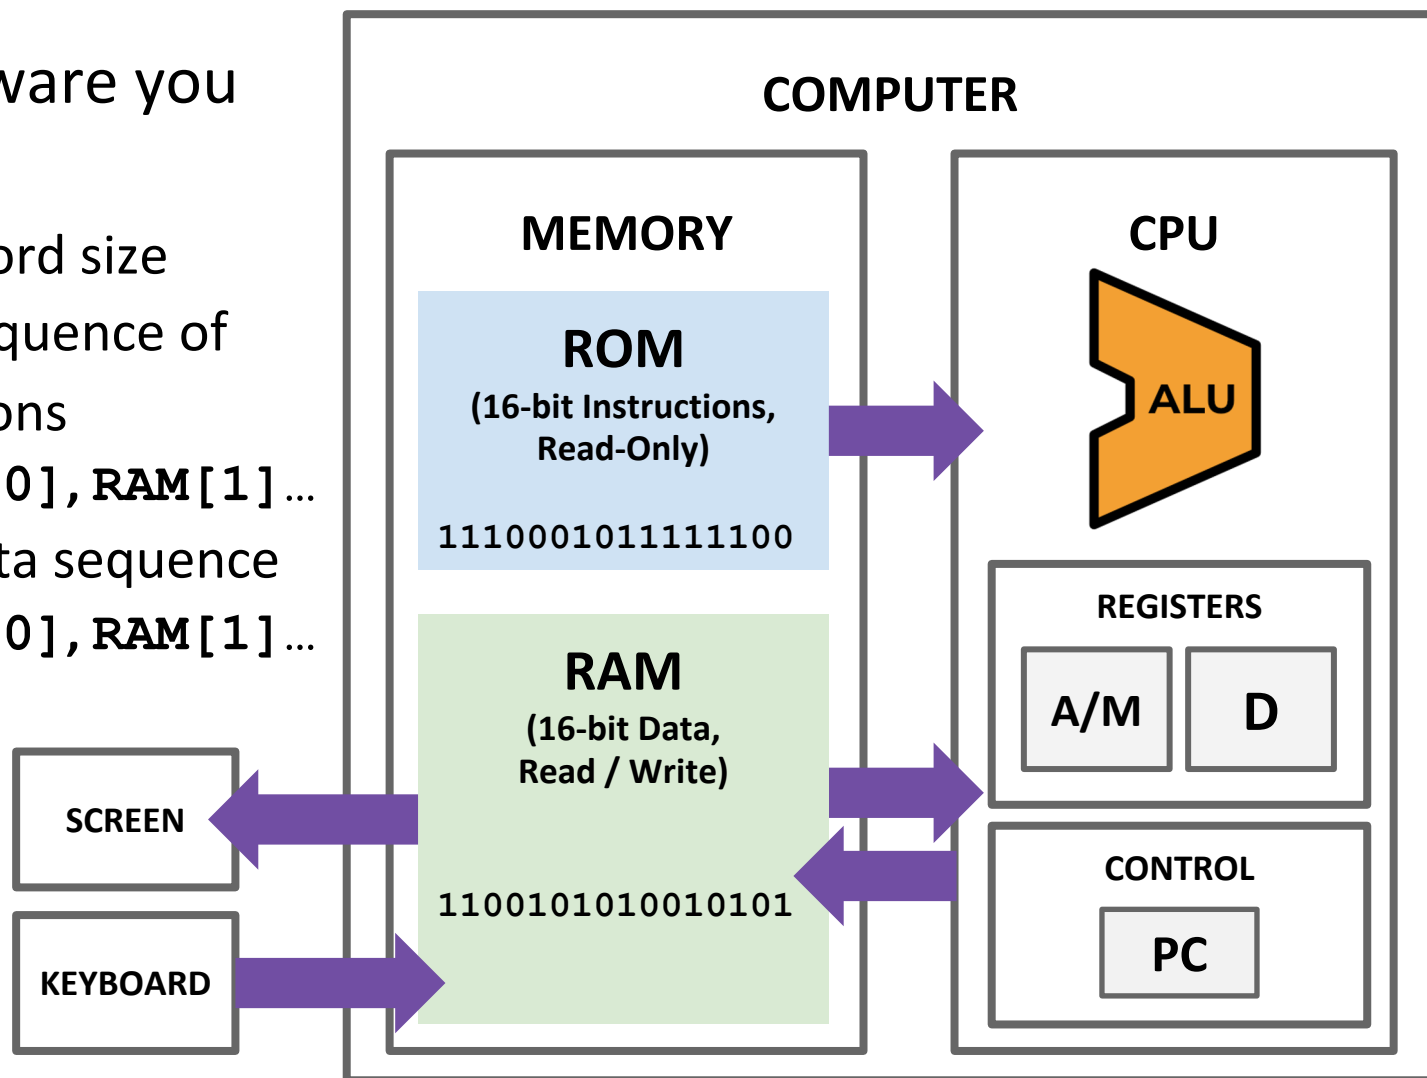 ware you
ord size
quence of
ons
0],RAM[1]…
ta sequence
0],RAM[1]…
COMPUTER
MEMORY
ROM
(16-bit Instructions,
Read-Only)
1110001011111100
RAM
(16-bit Data,
Read / Write)
1100101010010101
SCREEN
KEYBOARD
CPU
ALU
REGISTERS
A/M
D
CONTROL
PC